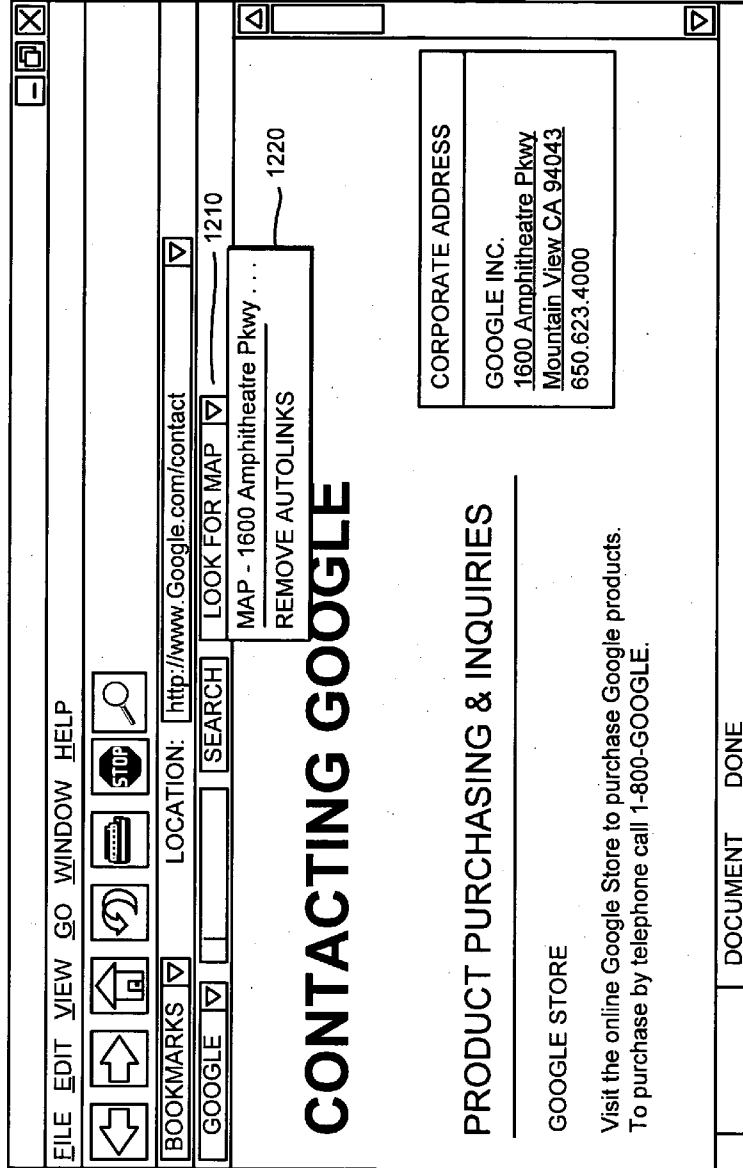 FILE EDIT VIEW GO WINDOW HELP
STOP
BOOKMARKS LOCATION: http://www.Google.com/contact
GOOGLE SEARCH LOOK FOR MAP 1210
MAP - 1600 Amphitheatre Pkwy . . .
REMOVE AUTOLINKS
1220
CONTACTING GOOGLE
PRODUCT PURCHASING & INQUIRIES
GOOGLE STORE
Visit the online Google Store to purchase Google products.
To purchase by telephone call 1-800-GOOGLE.
CORPORATE ADDRESS
GOOGLE INC.
1600 Amphitheatre Pkwy
Mountain View CA 94043
650.623.4000
DOCUMENT DONE